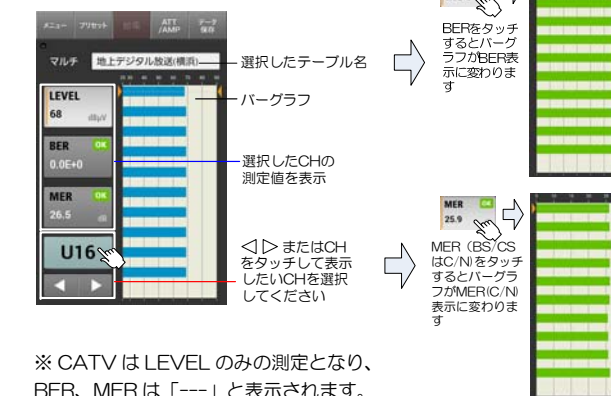 メニュー プリセット 結果 ATT/AMP データ保存
マルチ 地上デジタル放送(横浜)
LEVEL
68 dBμV
BER OK
0.0E+0
MER OK
26.5 dB
U16
選択したテーブル名
バーグラフ
選択したCHの
測定値を表示
◁ ▷ またはCH
をタッチして表示
したいCHを選択
してください
BERをタッチ
するとバーグ
ラフがBER表
示に変わりま
す
MER OK
25.9
MER（BS/CS
はC/N)をタッチ
するとバーグラ
フがMER(C/N)
表示に変わりま
す
※ CATV は LEVEL のみの測定となり、
BER、MER は「---」と表示されます。